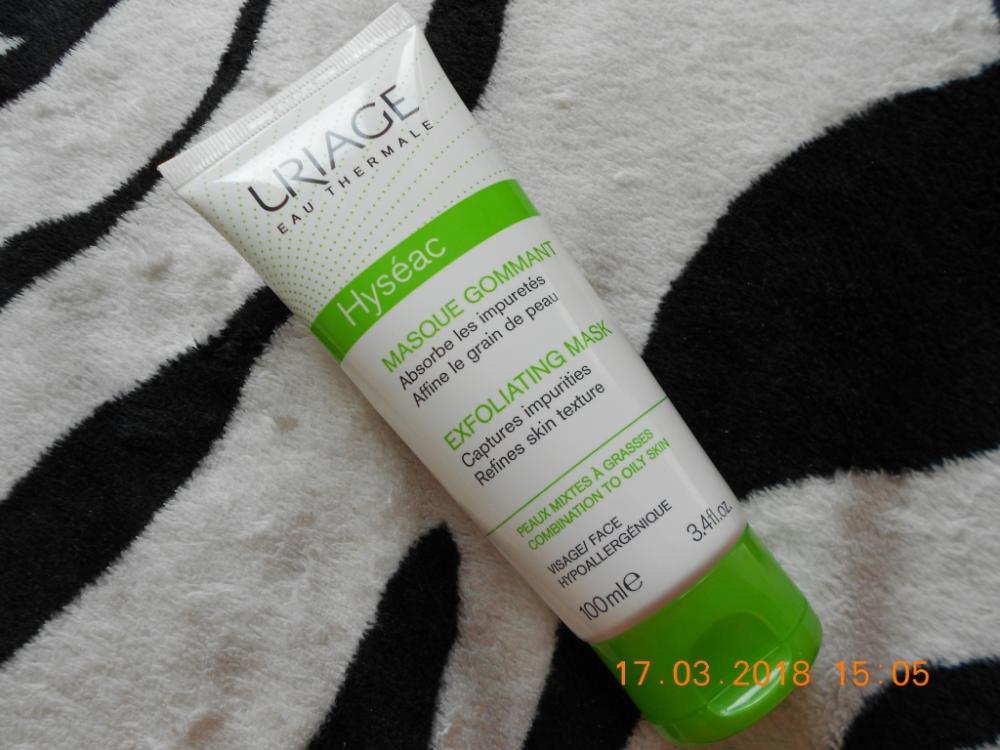 URIAGE
EAU THERMALE
Hyséac
MASQUE GOMMANT
Absorbe les impuretés
Affine le grain de peau
EXFOLIATING MASK
Captures impurities
Refines skin texture
PEAUX MIXTES À GRASSES
COMBINATION TO OILY SKIN
VISAGE/ FACE
HYPOALLERGÉNIQUE
100ml℮ 3.4fl.oz.
17.03.2018 15:05